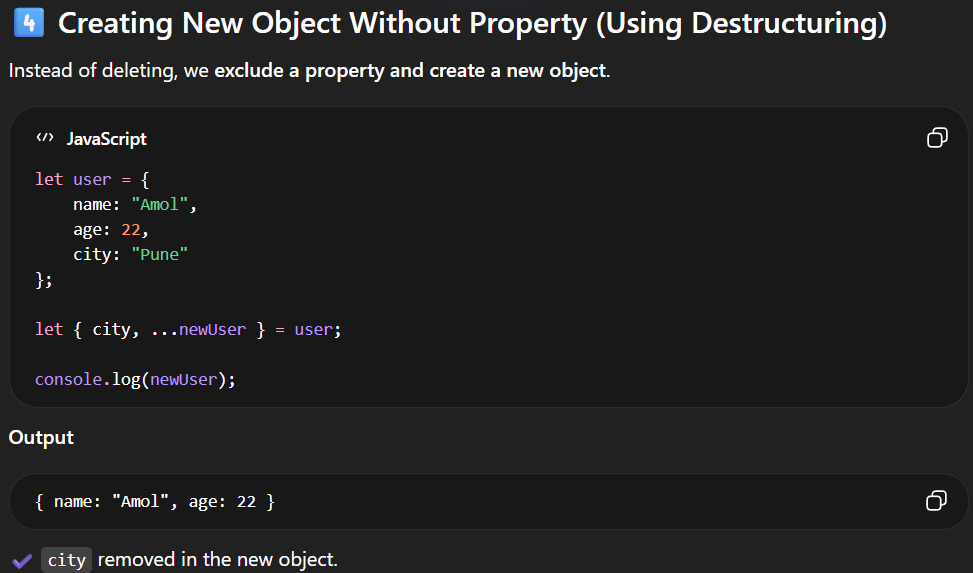 4 Creating New Object Without Property (Using Destructuring)
Instead of deleting, we exclude a property and create a new object.
</> JavaScript
let user = {
    name: "Amol",
    age: 22,
    city: "Pune"
};
let { city, ...newUser } = user;
console.log(newUser);
Output
{ name: "Amol", age: 22 }
✔ city removed in the new object.